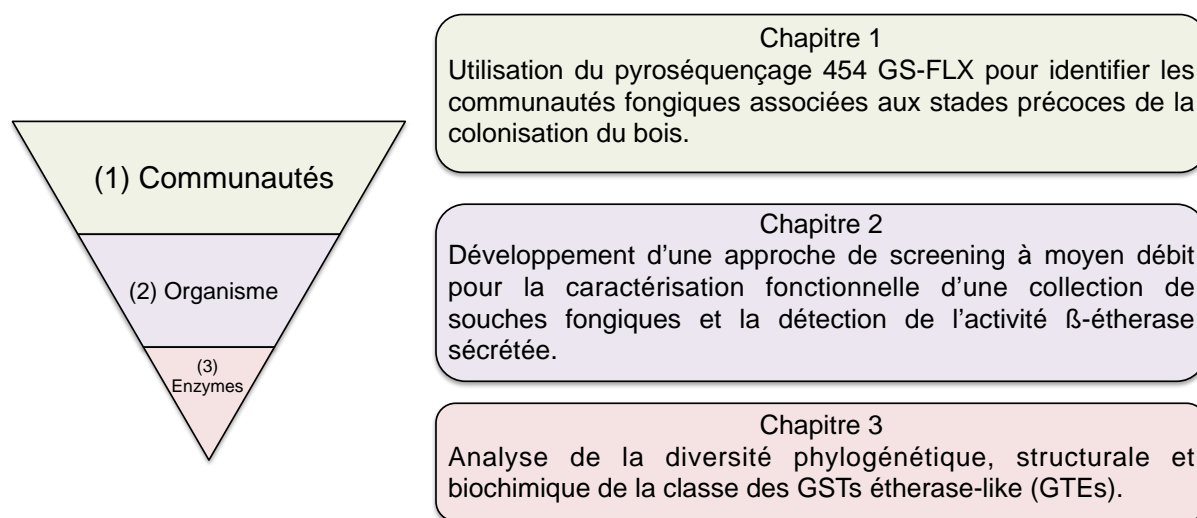 (1) Communautés
(2) Organisme
(3)
Enzymes
Chapitre 1
Utilisation du pyroséquençage 454 GS-FLX pour identifier les
communautés fongiques associées aux stades précoces de la
colonisation du bois.
Chapitre 2
Développement d’une approche de screening à moyen débit
pour la caractérisation fonctionnelle d’une collection de
souches fongiques et la détection de l’activité ß-étherase
sécrétée.
Chapitre 3
Analyse de la diversité phylogénétique, structurale et
biochimique de la classe des GSTs étherase-like (GTEs).